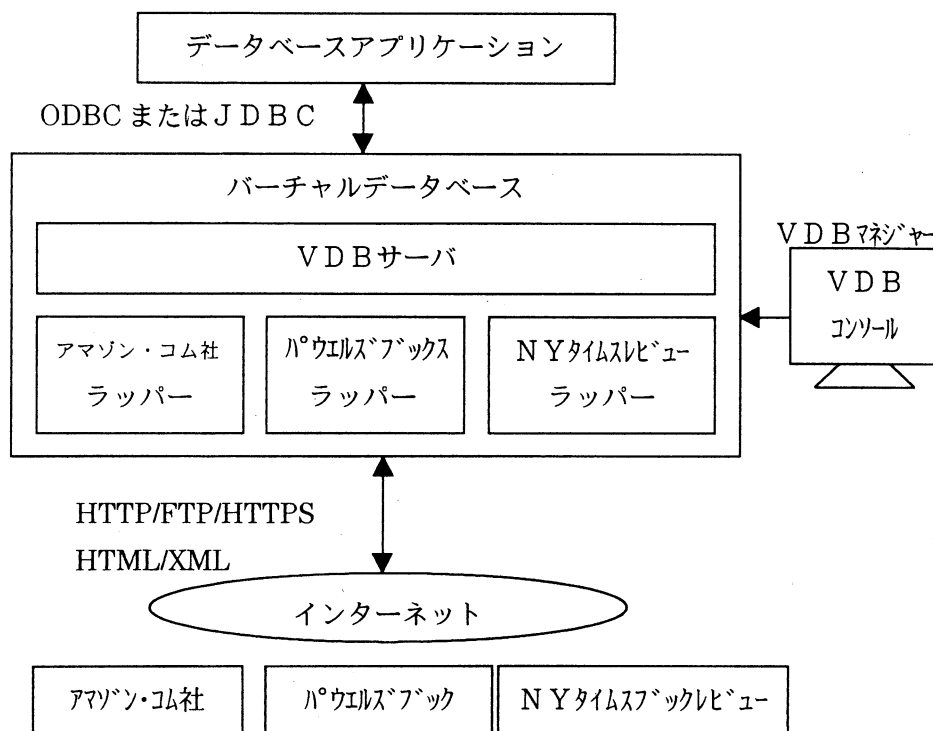 データベースアプリケーション
ODBC またはＪＤＢＣ
バーチャルデータベース
ＶＤＢサーバ
ＶＤＢﾏﾈｼﾞｬｰ
ＶＤＢ
コンソール
アマゾン・コム社
ラッパー
ﾊﾟｳｴﾙｽﾞﾌﾞｯｸｽ
ラッパー
ＮＹﾀｲﾑｽﾚﾋﾞｭｰ
ラッパー
HTTP/FTP/HTTPS
HTML/XML
インターネット
ｱﾏｿﾞﾝ・ｺﾑ社
ﾊﾟｳｴﾙｽﾞﾌﾞｯｸ
ＮＹﾀｲﾑｽﾌﾞｯｸﾚﾋﾞｭｰ